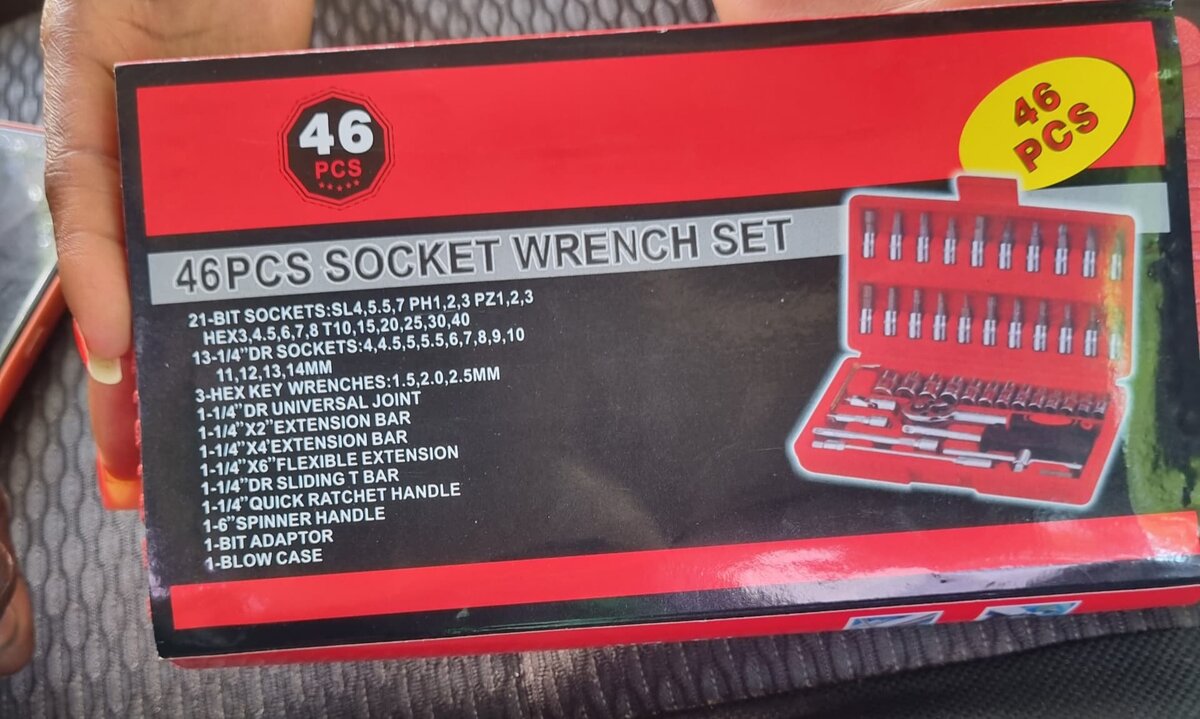 46
PCS
46
PCS
46PCS SOCKET WRENCH SET
21-BIT SOCKETS:SL4,5.5,7 PH1,2,3 PZ1,2,3
HEX3,4.5,6,7,8 T10,15,20,25,30,40
13-1/4”DR SOCKETS:4,4.5,5,5.5,6,7,8,9,10
11,12,13,14MM
3-HEX KEY WRENCHES:1.5,2.0,2.5MM
1-1/4”DR UNIVERSAL JOINT
1-1/4”X2”EXTENSION BAR
1-1/4”X4’EXTENSION BAR
1-1/4”X6”FLEXIBLE EXTENSION
1-1/4”DR SLIDING T BAR
1-1/4”QUICK RATCHET HANDLE
1-6”SPINNER HANDLE
1-BIT ADAPTOR
1-BLOW CASE